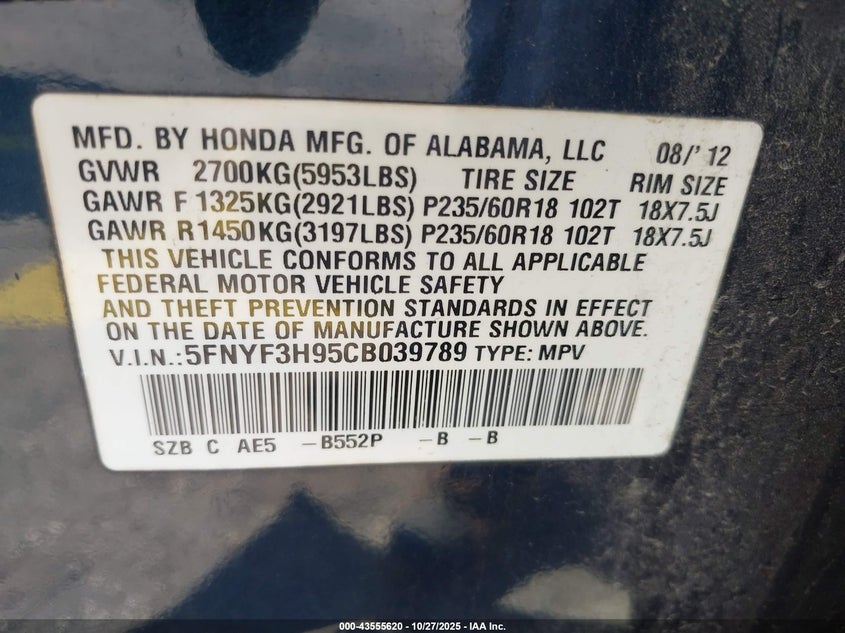 MFD. BY HONDA MFG. OF ALABAMA, LLC 08/'12
GVWR 2700KG(5953LBS) TIRE SIZE RIM SIZE
GAWR F 1325KG(2921LBS) P235/60R18 102T 18X7.5J
GAWR R1450KG(3197LBS) P235/60R18 102T 18X7.5J
THIS VEHICLE CONFORMS TO ALL APPLICABLE
FEDERAL MOTOR VEHICLE SAFETY
AND THEFT PREVENTION STANDARDS IN EFFECT
ON THE DATE OF MANUFACTURE SHOWN ABOVE.
V.I.N.:5FNYF3H95CB039789 TYPE: MPV
SZB C AE5 -B552P -B -B
000-43555620 - 10/27/2025 - IAA Inc.